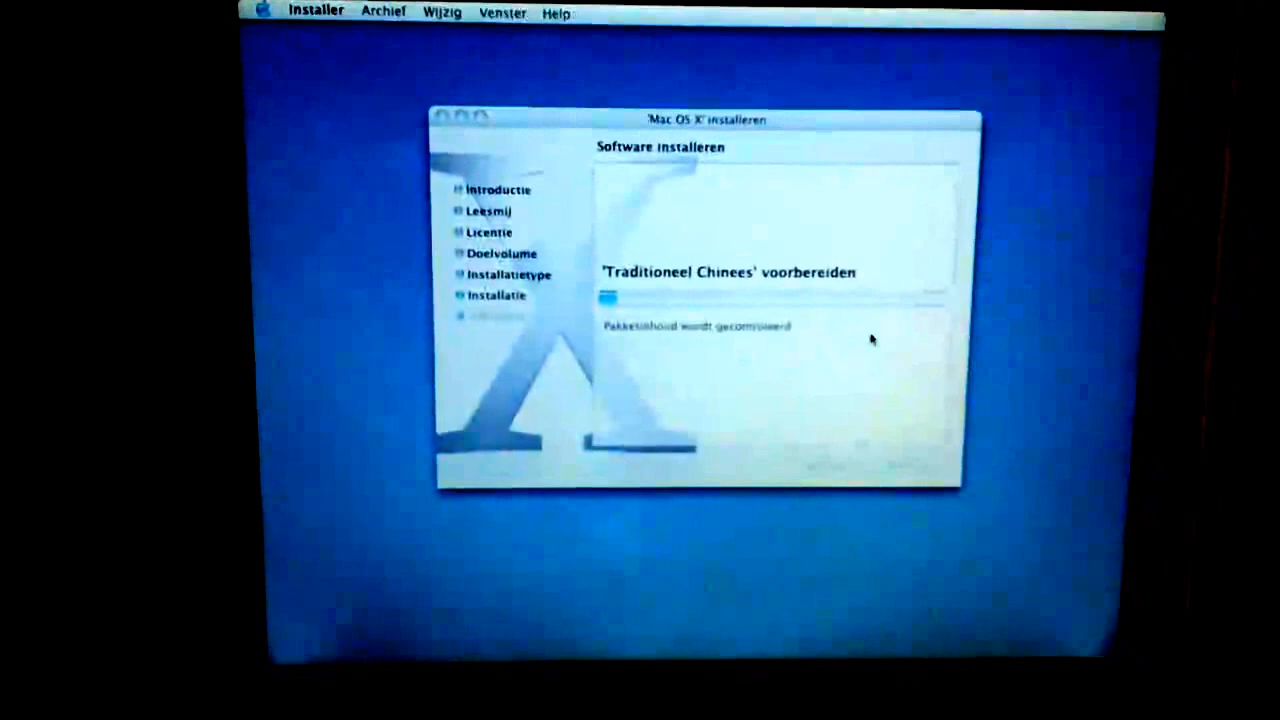 Installer Archief Wijzig Venster Help
'Mac OS X' installeren
Software installeren
Introductie
Leesmij
Licentie
Doelvolume
Installatietype
Installatie
'Traditioneel Chinees' voorbereiden
Pakketinhoud wordt gecontroleerd